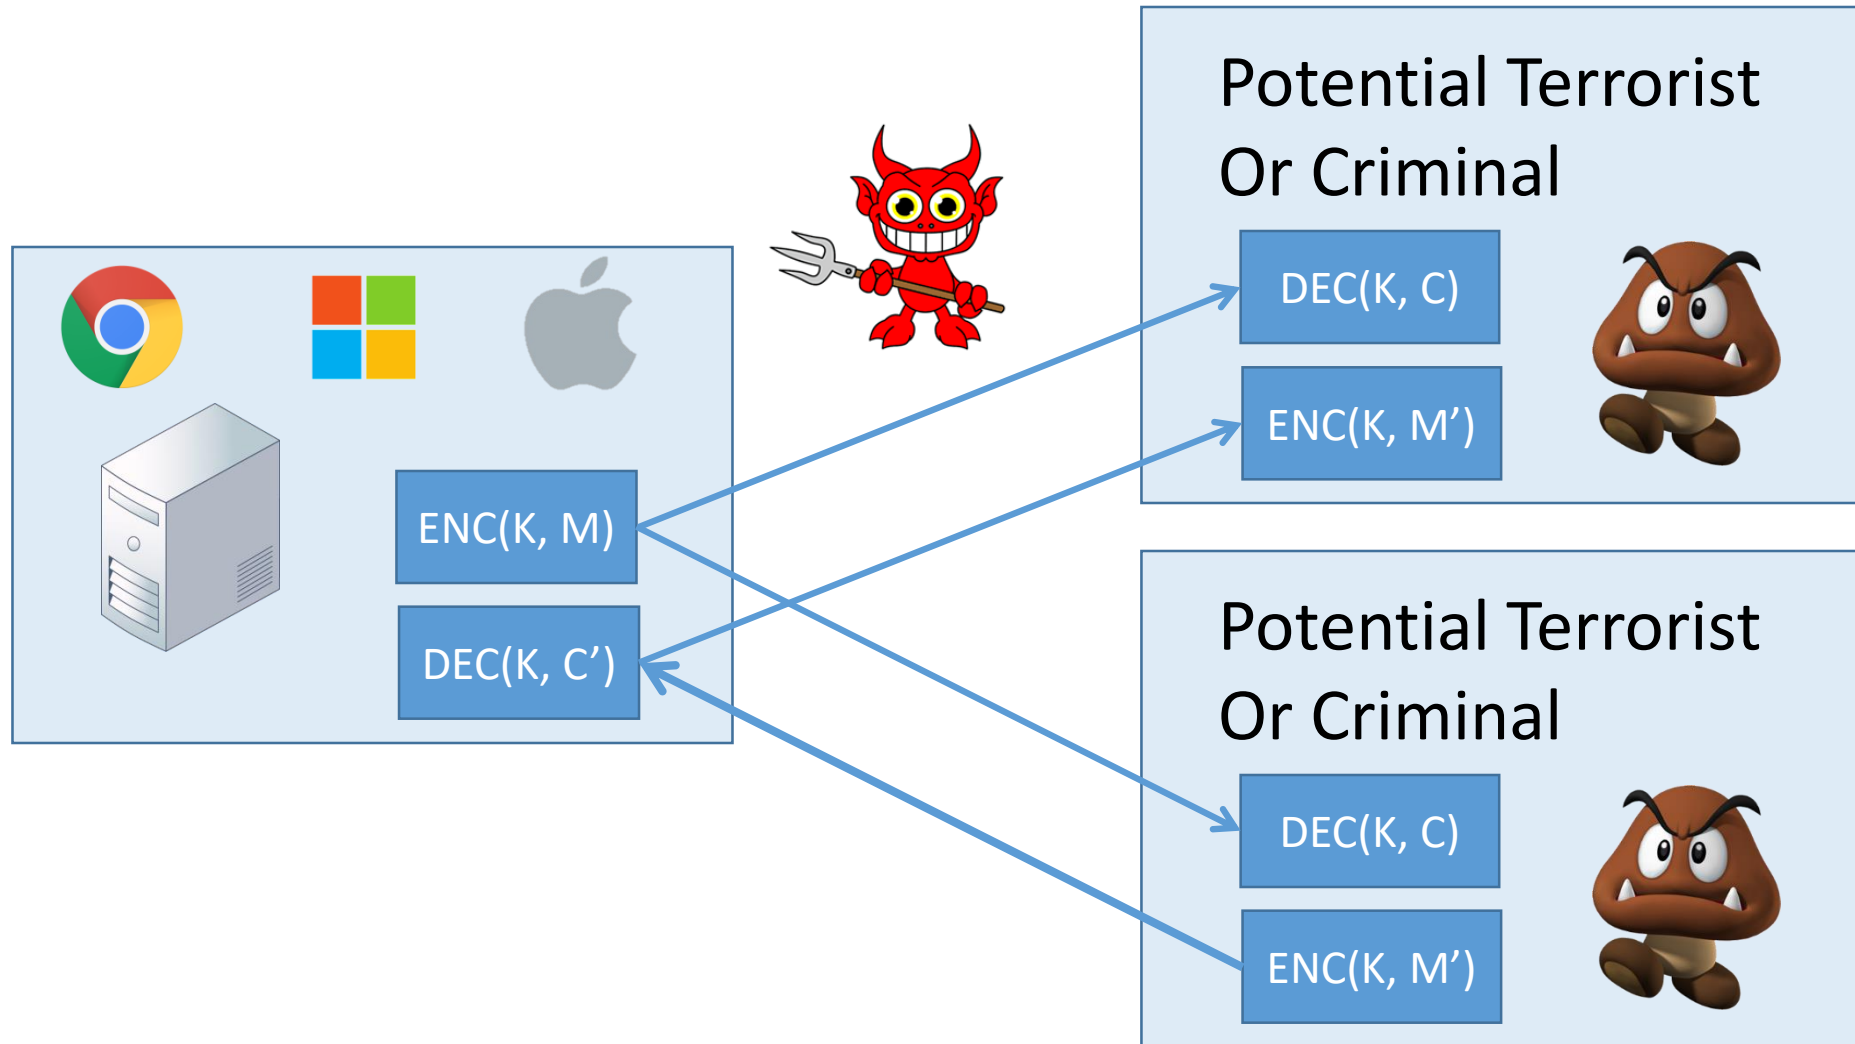 Potential Terrorist
Or Criminal
DEC(K, C)
ENC(K, M’)
ENC(K, M)
DEC(K, C’)
Potential Terrorist
Or Criminal
DEC(K, C)
ENC(K, M’)